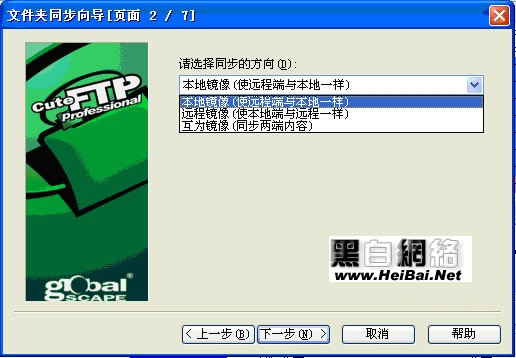 文件夹同步向导[页面 2 / 7]
CuteFTP
Professional
请选择同步的方向(D):
本地镜像(使远程端与本地一样)
本地镜像(使远程端与本地一样)
远程镜像(使本地端与远程一样)
互为镜像(同步两端内容)
黑白網絡
www.HeiBai.Net
globalSCAPE
< 上一步(B)
下一步(N) >
取消
帮助